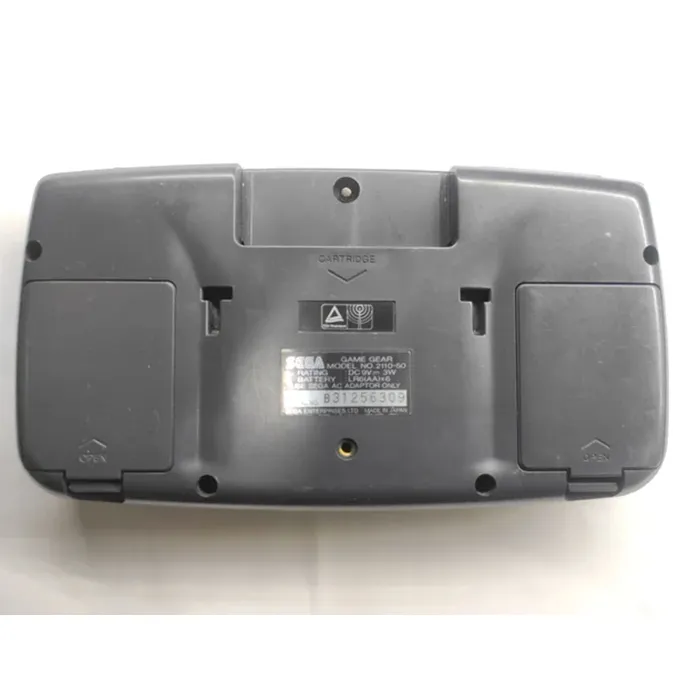 CARTRIDGE
SEGA GAME GEAR
MODEL NO.2110-50
RATING :DC 9V⎓3W
BATTERY :LR6(AA)×6
USE SEGA AC ADAPTOR ONLY
B31256309
SEGA ENTERPRISES LTD. MADE IN JAPAN
OPEN
OPEN